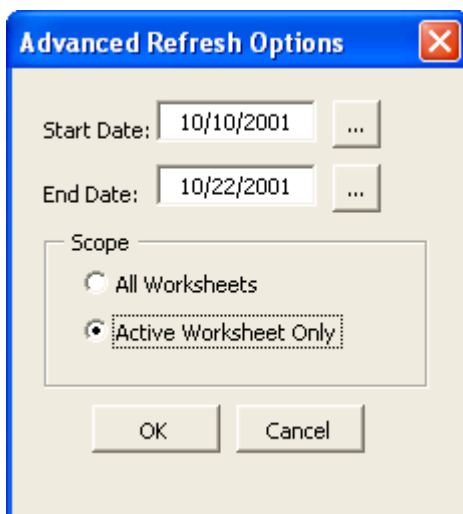 Advanced Refresh Options
Start Date: 10/10/2001 ...
End Date: 10/22/2001 ...
Scope
All Worksheets
Active Worksheet Only
OK Cancel